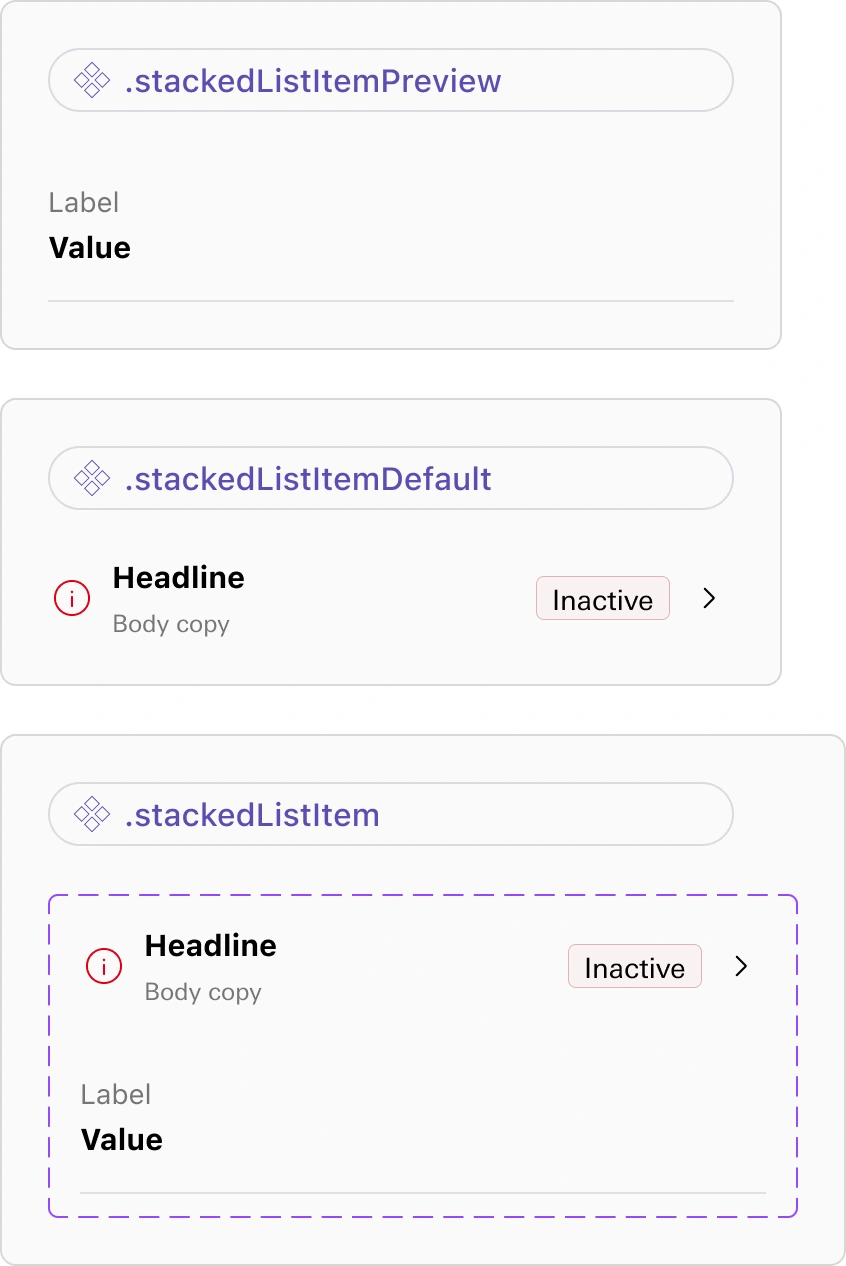 .stackedListItemPreview
Label
Value
.stackedListItemDefault
Headline
Body copy
Inactive
.stackedListItem
Headline
Body copy
Inactive
Label
Value